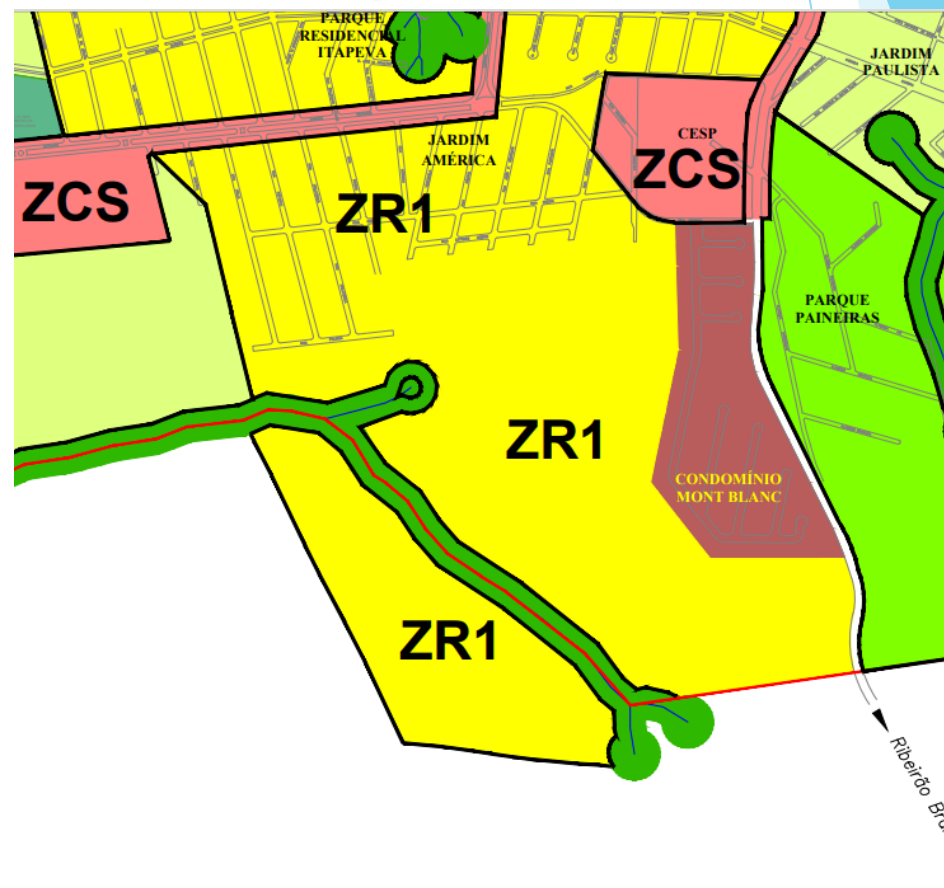 PARQUE
RESIDENCIAL
ITAPEVA
JARDIM
PAULISTA
JARDIM
AMÉRICA
CESP
ZCS
ZCS
ZR1
PARQUE
PAINEIRAS
ZR1
CONDOMÍNIO
MONT BLANC
ZR1
Ribeirão